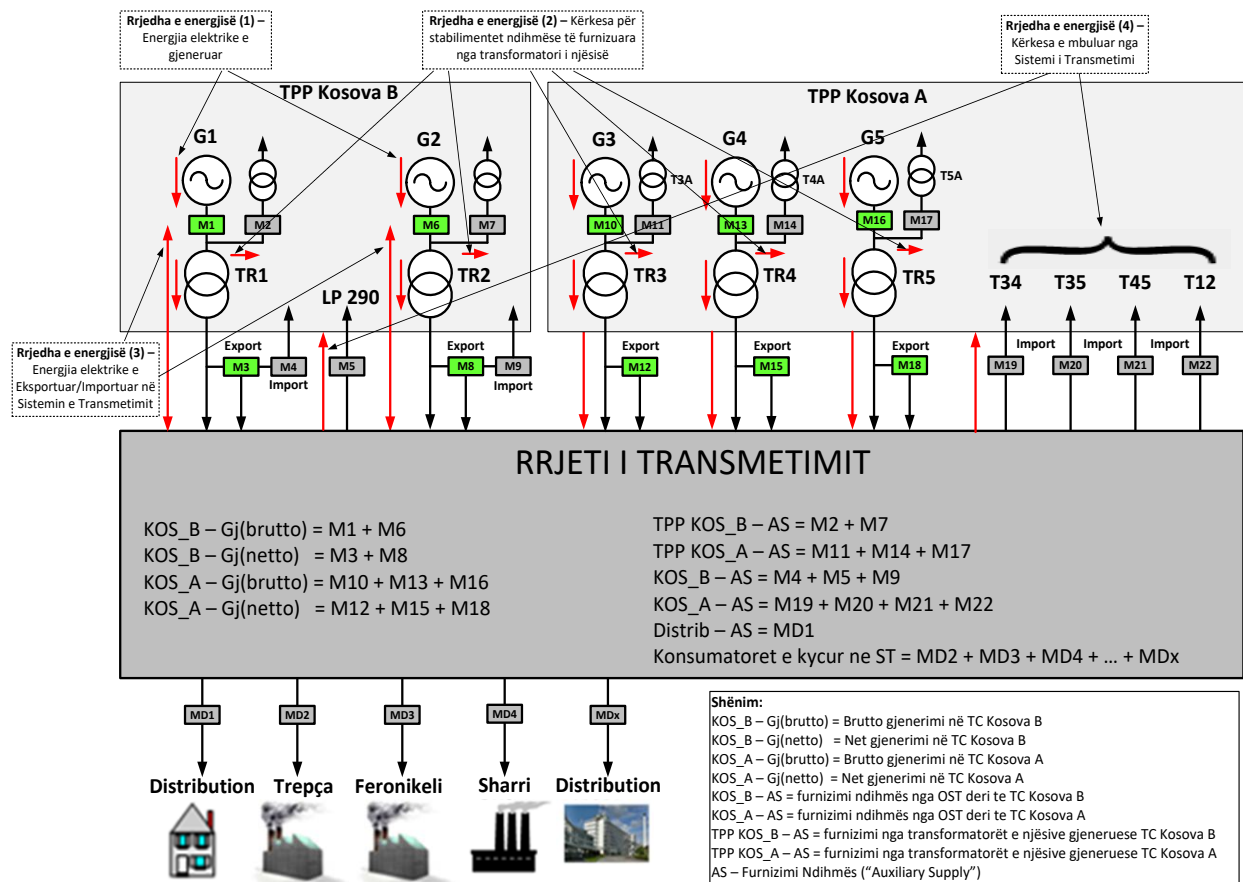 Rrjedha e energjisë (1) –
Energjia elektrike e
gjeneruar
Rrjedha e energjisë (2) – Kërkesa për
stabilimentet ndihmëse të furnizuara
nga transformatori i njësisë
Rrjedha e energjisë (4) –
Kërkesa e mbuluar nga
Sistemi i Transmetimi
TPP Kosova B
TPP Kosova A
G1
G2
G3
G4
G5
T3A
T4A
T5A
M1
M2
M6
M7
M10
M11
M13
M14
M16
M17
TR1
TR2
TR3
TR4
TR5
LP 290
T34
T35
T45
T12
Rrjedha e energjisë (3) –
Energjia elektrike e
Eksportuar/Importuar në
Sistemin e Transmetimit
Export
M3
M4
Import
M5
Export
M8
M9
Import
Export
M12
Export
M15
Export
M18
Import
Import
Import
M19
M20
M21
M22
RRJETI I TRANSMETIMIT
KOS_B – Gj(brutto) = M1 + M6
KOS_B – Gj(netto) = M3 + M8
KOS_A – Gj(brutto) = M10 + M13 + M16
KOS_A – Gj(netto) = M12 + M15 + M18
TPP KOS_B – AS = M2 + M7
TPP KOS_A – AS = M11 + M14 + M17
KOS_B – AS = M4 + M5 + M9
KOS_A – AS = M19 + M20 + M21 + M22
Distrib – AS = MD1
Konsumatoret e kycur ne ST = MD2 + MD3 + MD4 + … + MDx
MD1
MD2
MD3
MD4
MDx
Distribution
Trepça
Feronikeli
Sharri
Distribution
Shënim:
KOS_B – Gj(brutto) = Brutto gjenerimi në TC Kosova B
KOS_B – Gj(netto) = Net gjenerimi në TC Kosova B
KOS_A – Gj(brutto) = Brutto gjenerimi në TC Kosova A
KOS_A – Gj(netto) = Net gjenerimi në TC Kosova A
KOS_B – AS = furnizimi ndihmës nga OST deri te TC Kosova B
KOS_A – AS = furnizimi ndihmës nga OST deri te TC Kosova A
TPP KOS_B – AS = furnizimi nga transformatorët e njësive gjeneruese TC Kosova B
TPP KOS_A – AS = furnizimi nga transformatorët e njësive gjeneruese TC Kosova A
AS – Furnizimi Ndihmës (“Auxiliary Supply”)